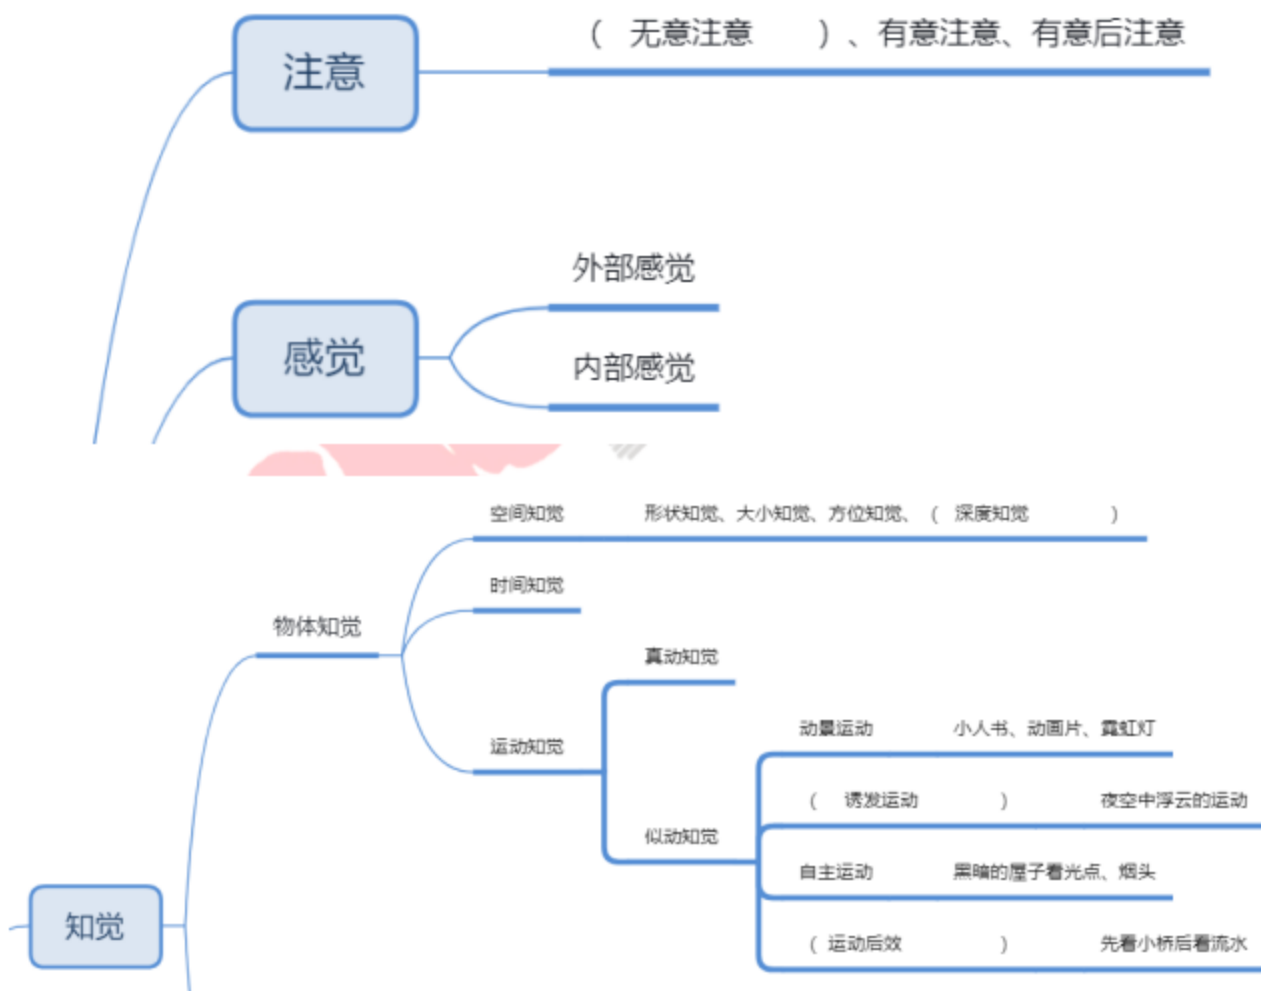 （ 无意注意 ）、有意注意、有意后注意
注意
外部感觉
感觉
内部感觉
空间知觉 形状知觉、大小知觉、方位知觉、（ 深度知觉 ）
时间知觉
物体知觉
真动知觉
动景运动 小人书、动画片、霓虹灯
运动知觉
（ 诱发运动 ） 夜空中浮云的运动
似动知觉
自主运动 黑暗的屋子看光点、烟头
知觉
（ 运动后效 ） 先看小桥后看流水